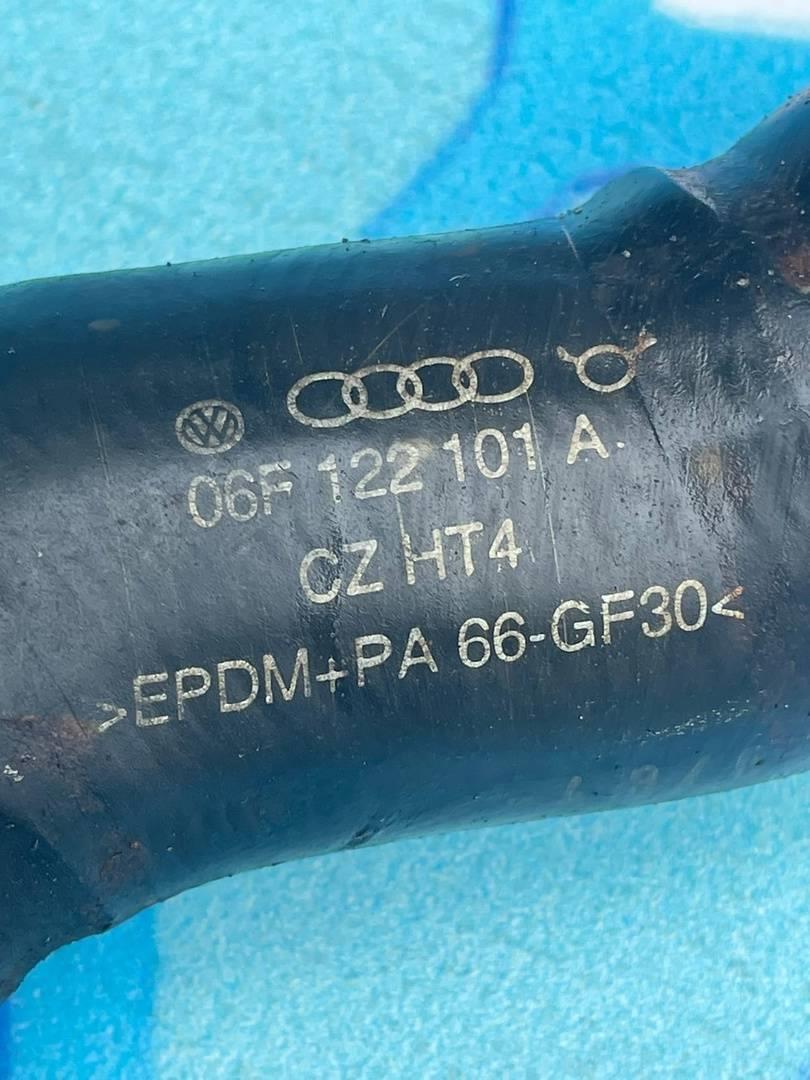 06F 122 101 A.
CZ HT4
>EPDM+PA 66-GF30<